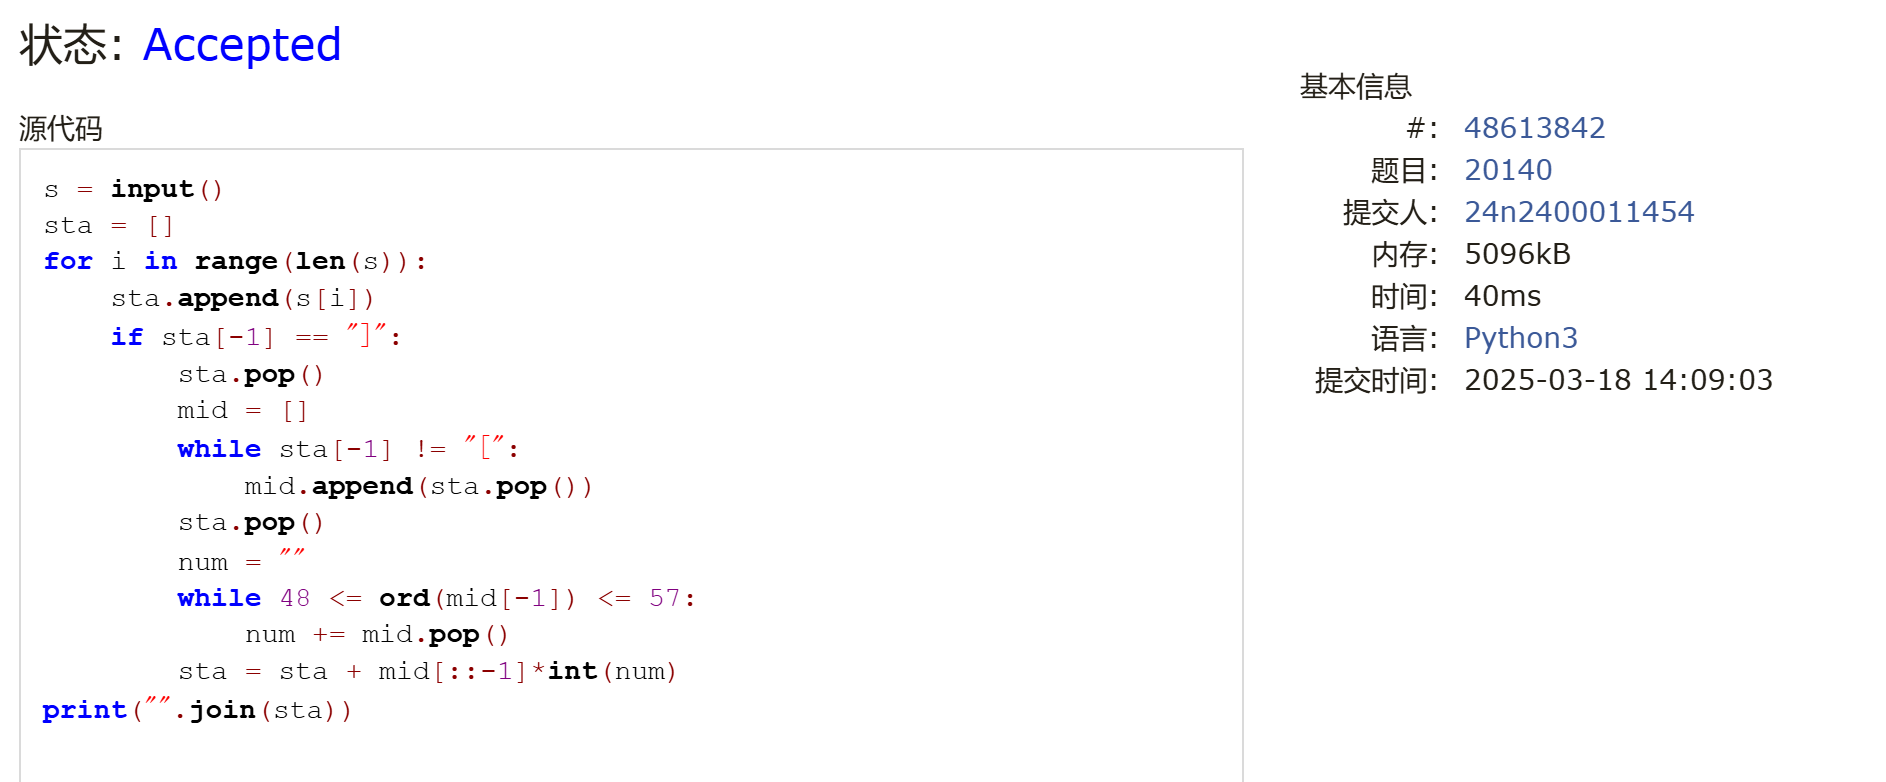 状态: Accepted
源代码
s = input()
sta = []
for i in range(len(s)):
    sta.append(s[i])
    if sta[-1] == "]":
        sta.pop()
        mid = []
        while sta[-1] != "[":
            mid.append(sta.pop())
        sta.pop()
        num = ""
        while 48 <= ord(mid[-1]) <= 57:
            num += mid.pop()
        sta = sta + mid[::-1]*int(num)
print("".join(sta))
基本信息
#: 48613842
题目: 20140
提交人: 24n2400011454
内存: 5096kB
时间: 40ms
语言: Python3
提交时间: 2025-03-18 14:09:03